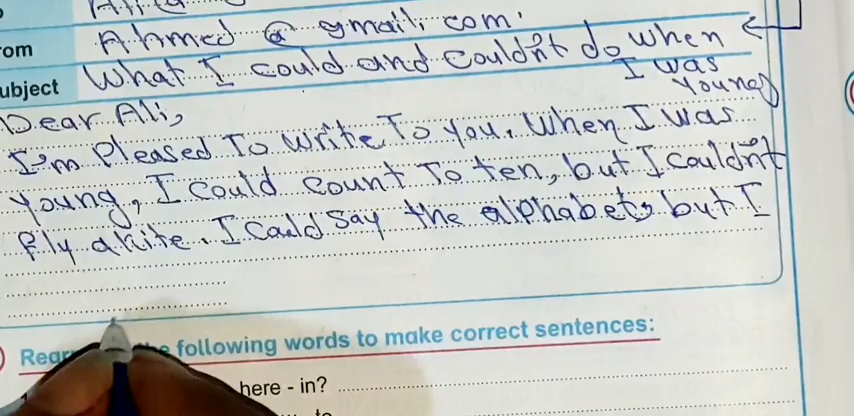 om Ahmed @ gmail. com.
ubject What I could and couldn't do when
I was
young
Dear Ali,
I'm pleased To write To you. When I was
young, I could count To ten, but I couldn't
fly a kite. I could say the alphabet, but I
following words to make correct sentences:
here - in?